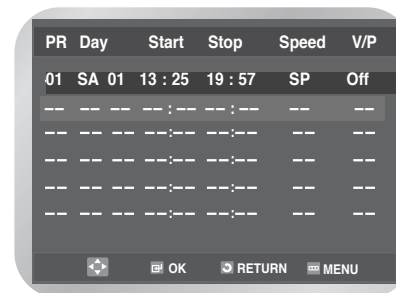 PR Day Start Stop Speed V/P
01 SA 01 13 : 25 19 : 57 SP Off
-- -- -- -- : -- -- : -- -- --
-- -- -- --:-- --:-- -- --
-- -- -- --:-- --:-- -- --
-- -- -- --:-- --:-- -- --
-- -- -- --:-- --:-- -- --
OK RETURN MENU